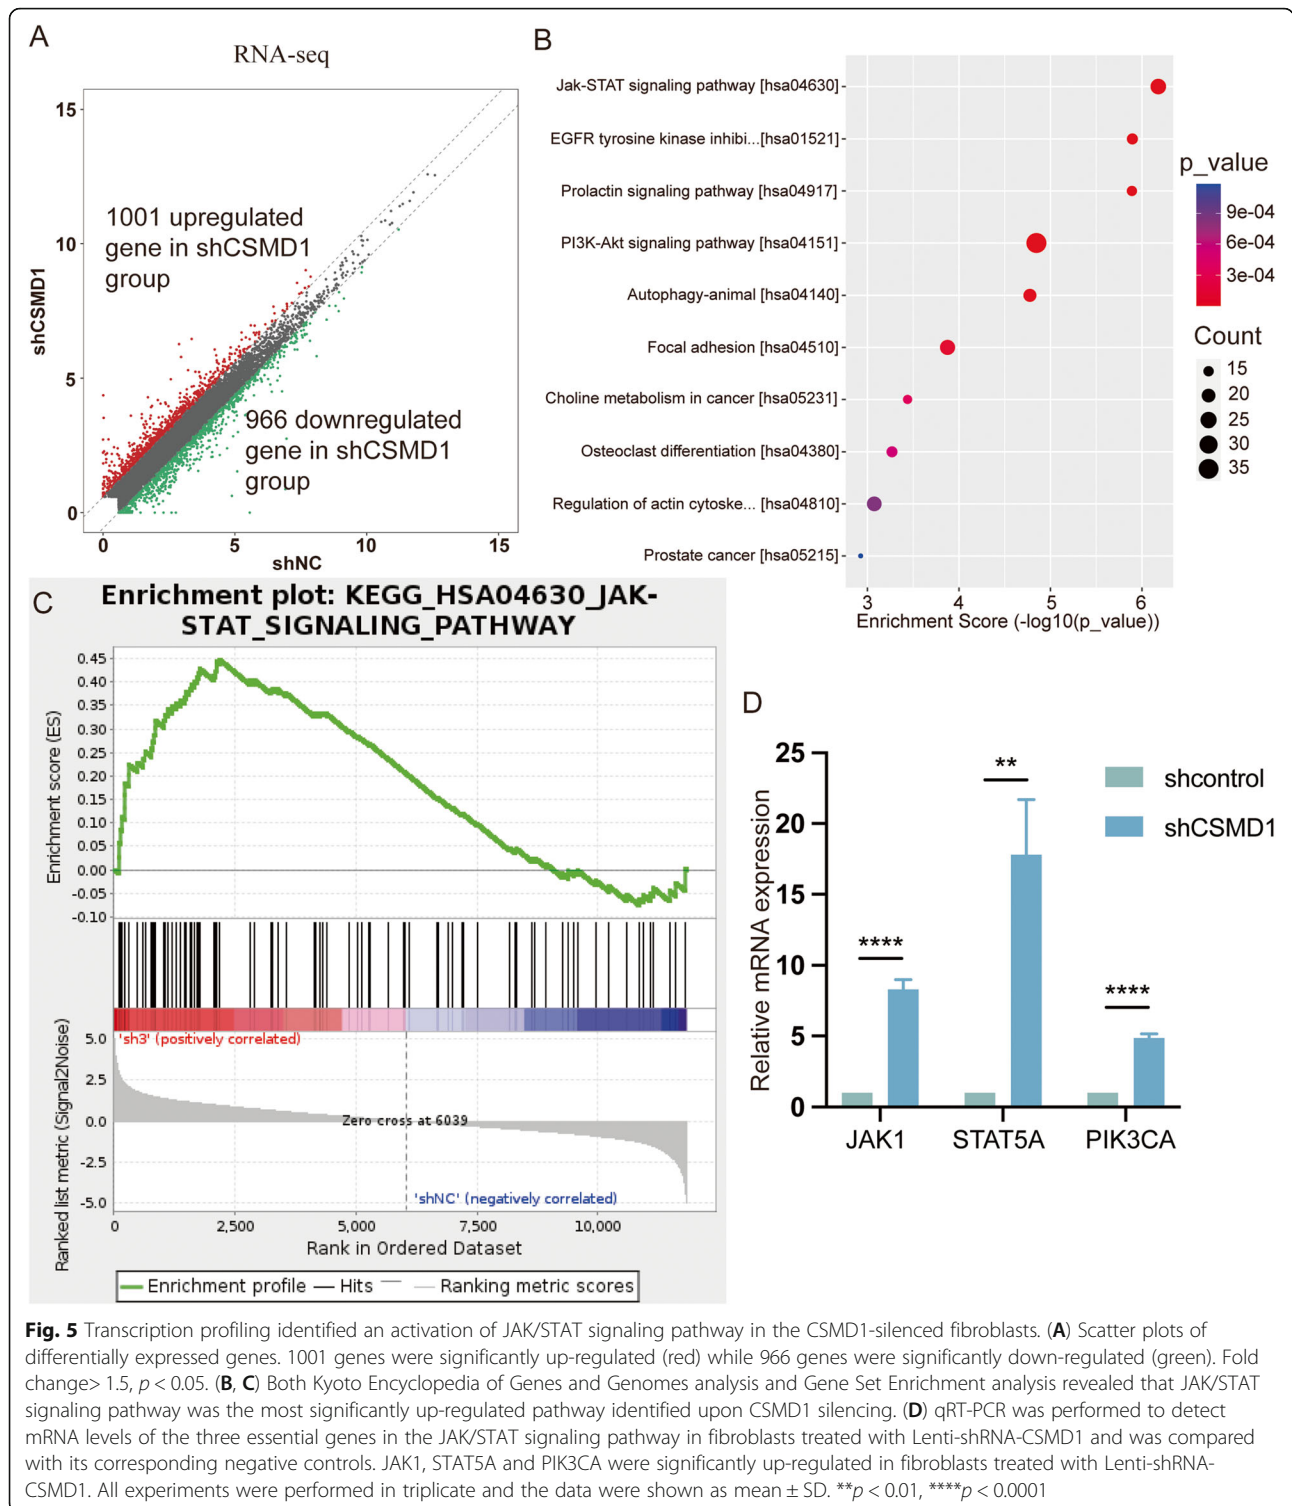 A
RNA-seq
15
10
5
0
0
5
10
15
shCSMD1
shNC
1001 upregulated
gene in shCSMD1
group
966 downregulated
gene in shCSMD1
group
B
Jak-STAT signaling pathway [hsa04630]
EGFR tyrosine kinase inhibi...[hsa01521]
Prolactin signaling pathway [hsa04917]
PI3K-Akt signaling pathway [hsa04151]
Autophagy-animal [hsa04140]
Focal adhesion [hsa04510]
Choline metabolism in cancer [hsa05231]
Osteoclast differentiation [hsa04380]
Regulation of actin cytoske... [hsa04810]
Prostate cancer [hsa05215]
3
4
5
6
Enrichment Score (-log10(p_value))
p_value
9e-04
6e-04
3e-04
Count
15
20
25
30
35
C
Enrichment plot: KEGG_HSA04630_JAK-
STAT_SIGNALING_PATHWAY
Enrichment score (ES)
0.45
0.40
0.35
0.30
0.25
0.20
0.15
0.10
0.05
0.00
-0.05
-0.10
Ranked list metric (Signal2Noise)
5.0
2.5
0.0
-2.5
-5.0
'sh3' (positively correlated)
Zero cross at 6039
'shNC' (negatively correlated)
0
2,500
5,000
7,500
10,000
Rank in Ordered Dataset
Enrichment profile
Hits
Ranking metric scores
D
Relative mRNA expression
25
20
15
10
5
0
****
**
****
shcontrol
shCSMD1
JAK1
STAT5A
PIK3CA
Fig. 5 Transcription profiling identified an activation of JAK/STAT signaling pathway in the CSMD1-silenced fibroblasts. (A) Scatter plots of
differentially expressed genes. 1001 genes were significantly up-regulated (red) while 966 genes were significantly down-regulated (green). Fold
change> 1.5, p < 0.05. (B, C) Both Kyoto Encyclopedia of Genes and Genomes analysis and Gene Set Enrichment analysis revealed that JAK/STAT
signaling pathway was the most significantly up-regulated pathway identified upon CSMD1 silencing. (D) qRT-PCR was performed to detect
mRNA levels of the three essential genes in the JAK/STAT signaling pathway in fibroblasts treated with Lenti-shRNA-CSMD1 and was compared
with its corresponding negative controls. JAK1, STAT5A and PIK3CA were significantly up-regulated in fibroblasts treated with Lenti-shRNA-
CSMD1. All experiments were performed in triplicate and the data were shown as mean ± SD. **p < 0.01, ****p < 0.0001